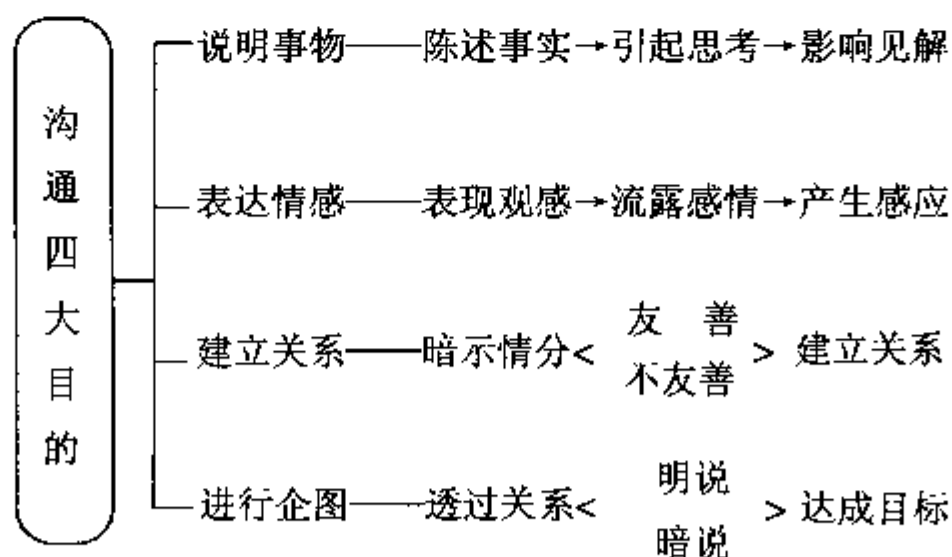 沟通四大目的
说明事物——陈述事实→引起思考→影响见解
表达情感——表现观感→流露感情→产生感应
建立关系——暗示情分<
友 善
不友善
> 建立关系
进行企图——透过关系<
明说
暗说
> 达成目标